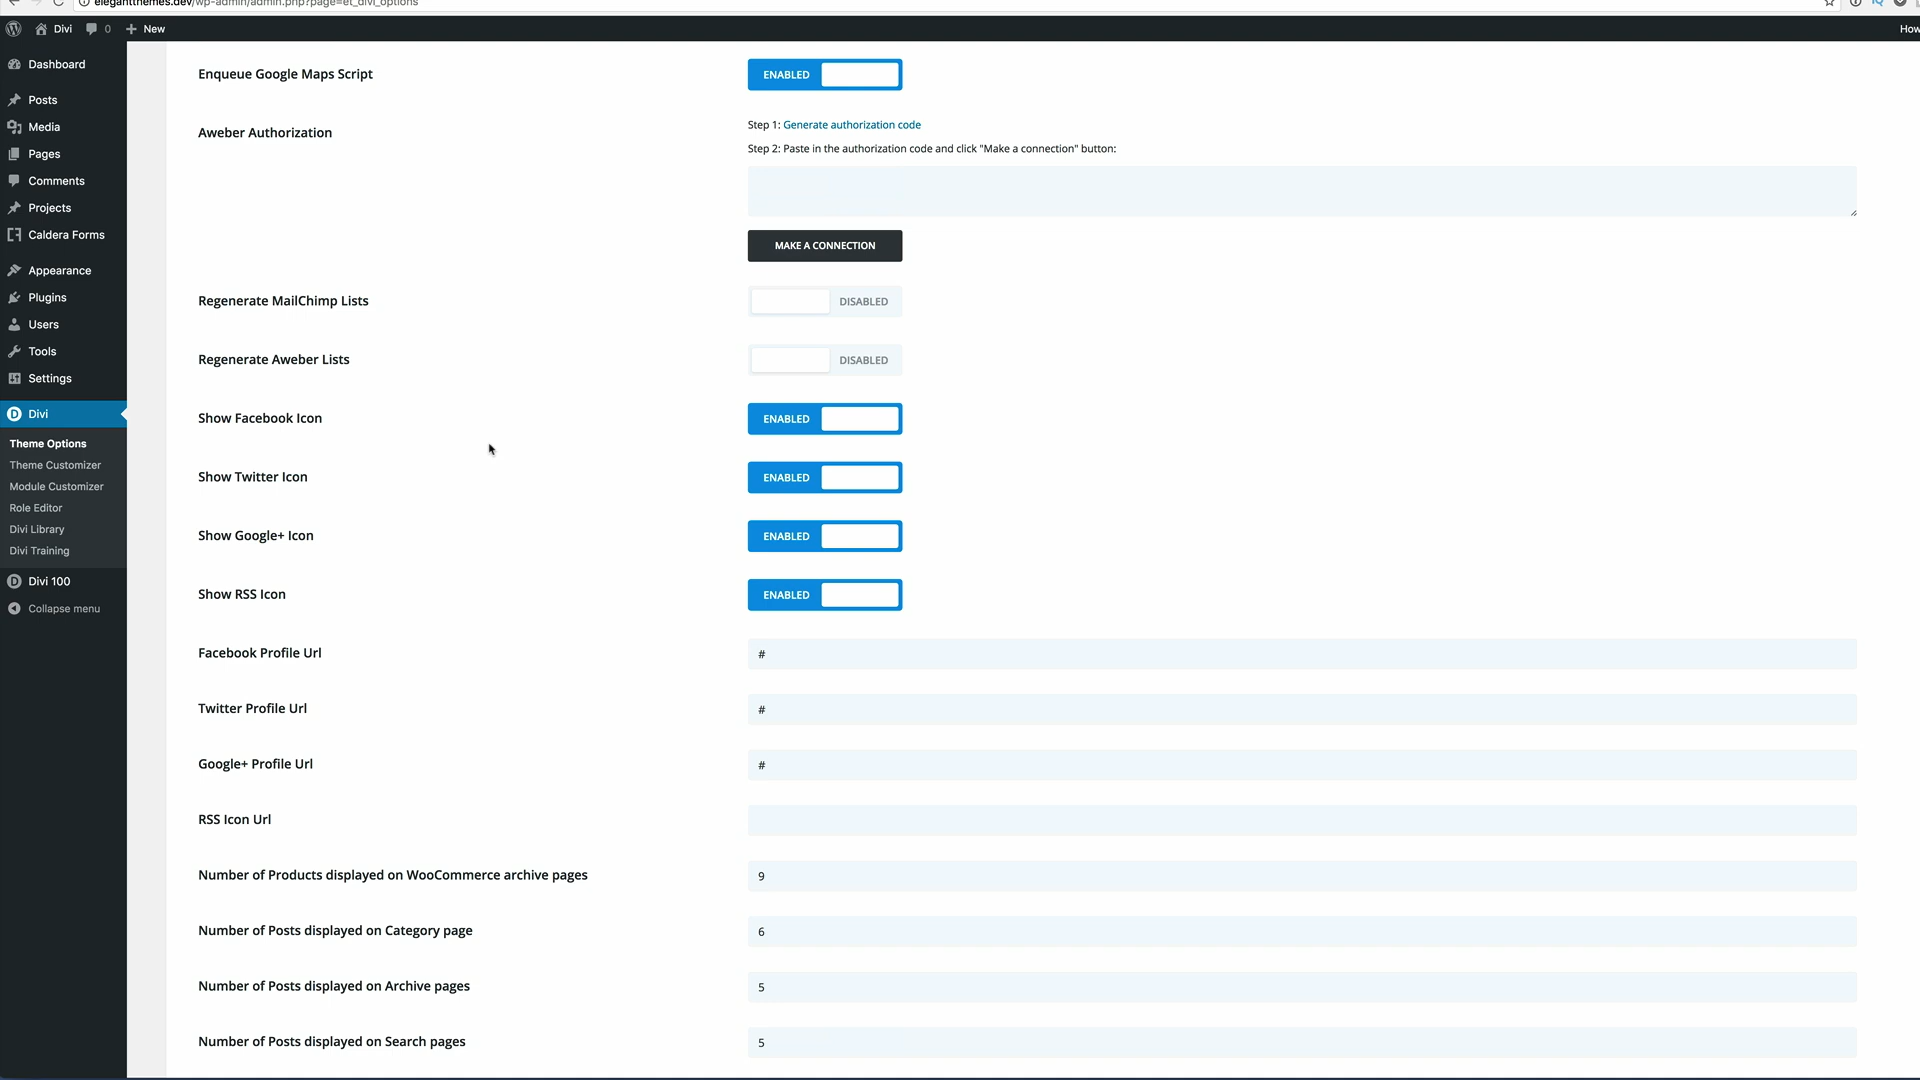 elegantthemes.dev/wp-admin/admin.php?page=et_divi_options
Divi 0 New How
Dashboard
Posts
Media
Pages
Comments
Projects
Caldera Forms
Appearance
Plugins
Users
Tools
Settings
Divi
Theme Options
Theme Customizer
Module Customizer
Role Editor
Divi Library
Divi Training
Divi 100
Collapse menu
Enqueue Google Maps Script
ENABLED
Aweber Authorization
Step 1: Generate authorization code
Step 2: Paste in the authorization code and click "Make a connection" button:
MAKE A CONNECTION
Regenerate MailChimp Lists
DISABLED
Regenerate Aweber Lists
DISABLED
Show Facebook Icon
ENABLED
Show Twitter Icon
ENABLED
Show Google+ Icon
ENABLED
Show RSS Icon
ENABLED
Facebook Profile Url
#
Twitter Profile Url
#
Google+ Profile Url
#
RSS Icon Url
Number of Products displayed on WooCommerce archive pages
9
Number of Posts displayed on Category page
6
Number of Posts displayed on Archive pages
5
Number of Posts displayed on Search pages
5